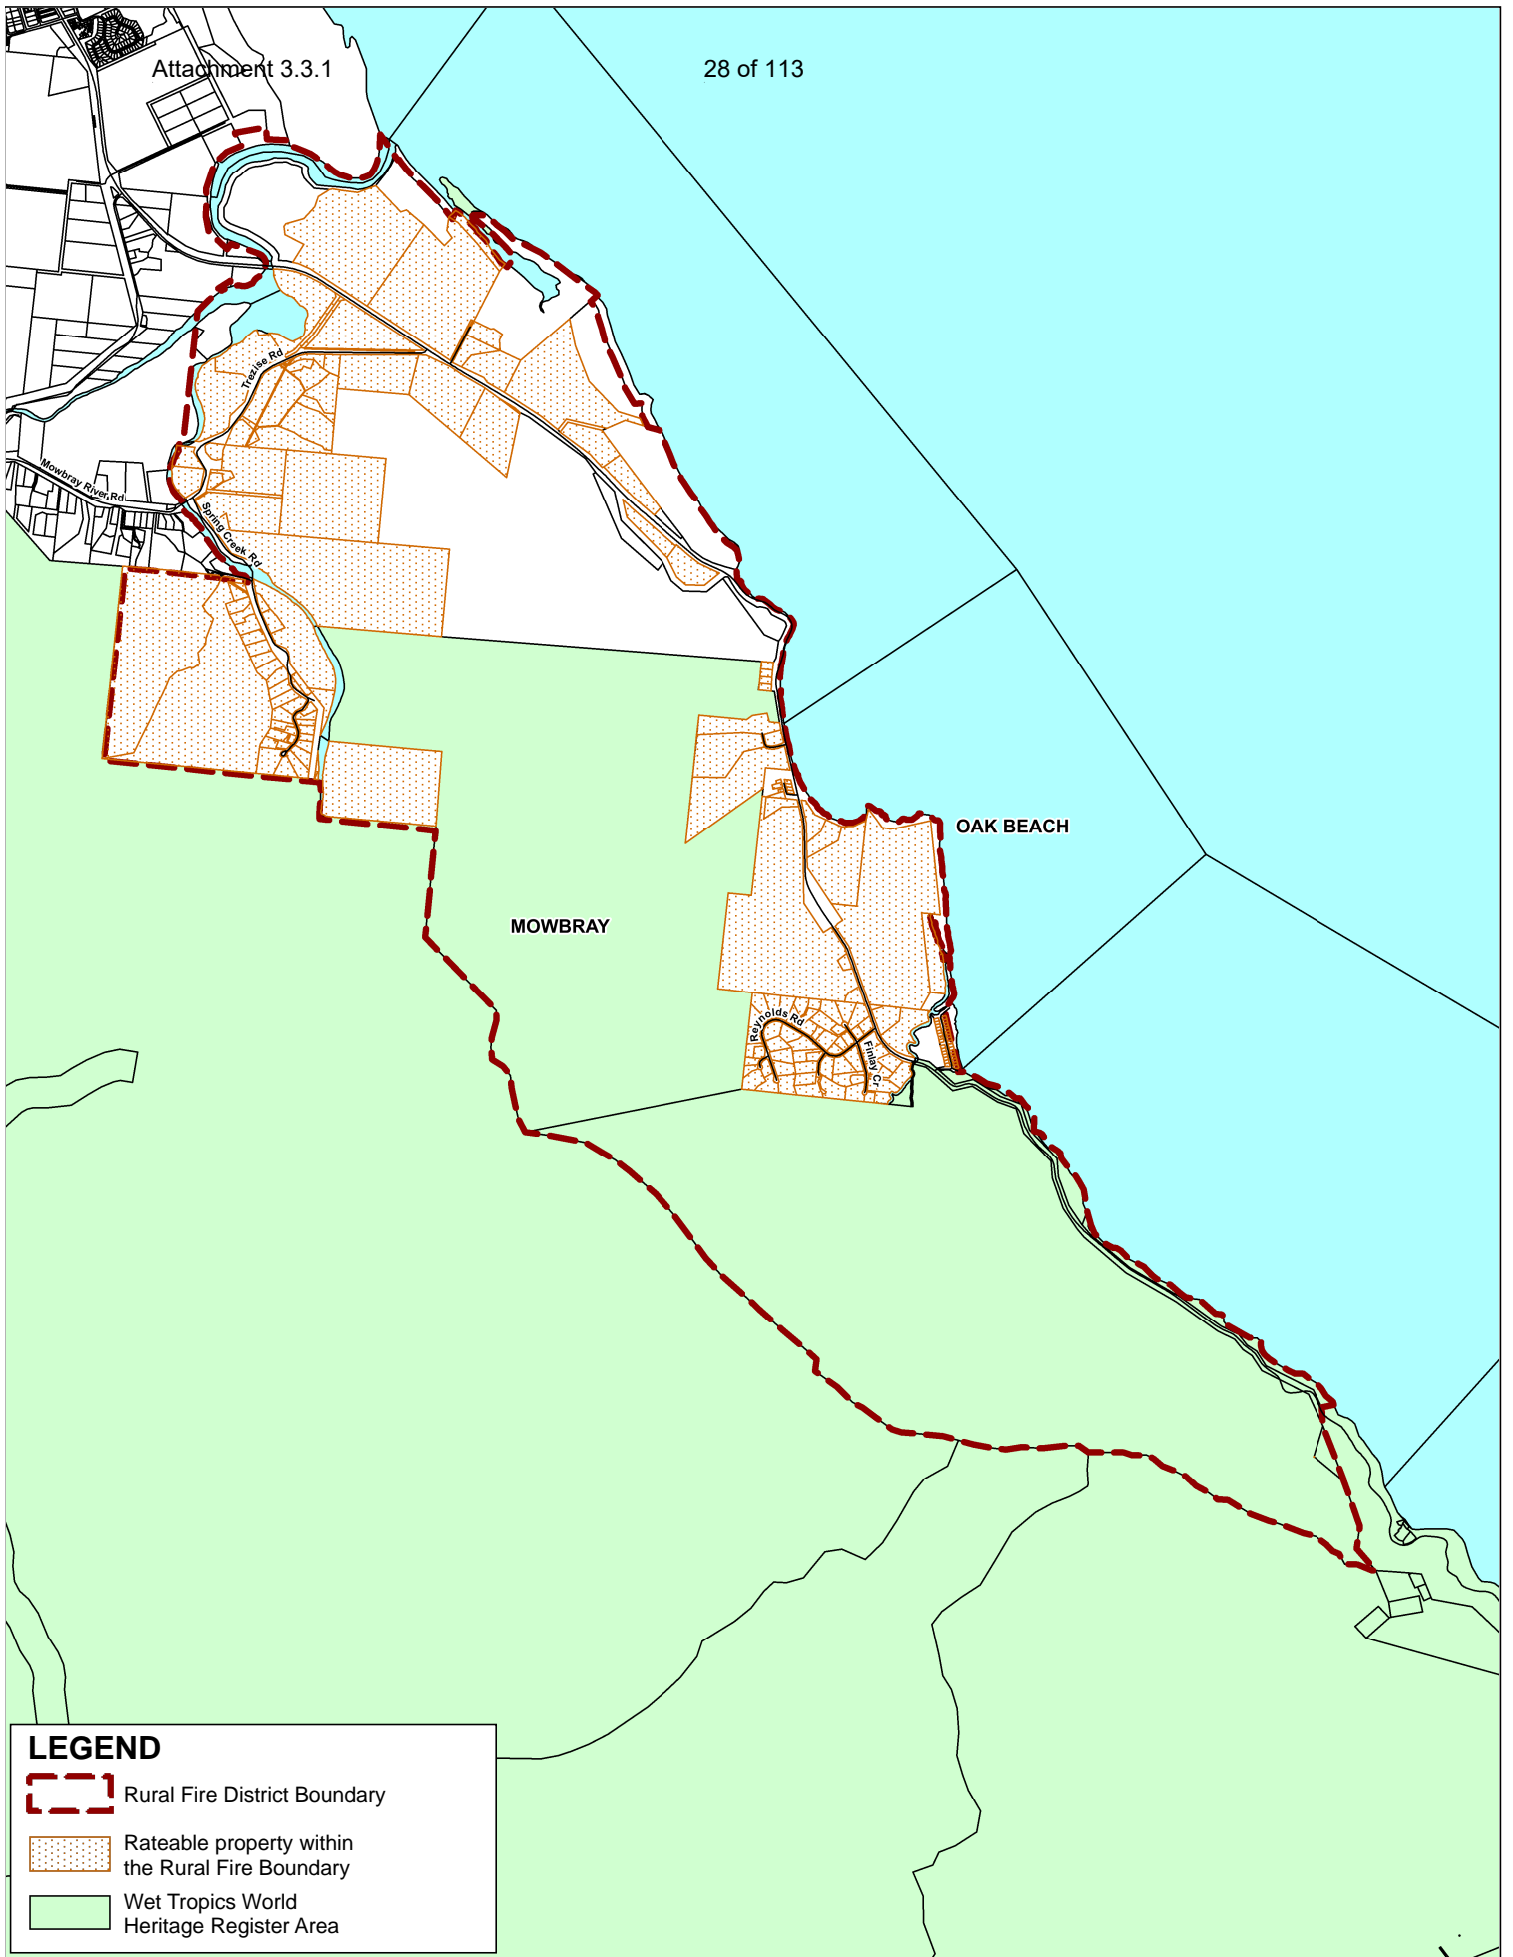 Attachment 3.3.1
28 of 113
Trezise Rd
Mowbray River Rd
Spring Creek Rd
OAK BEACH
MOWBRAY
Reynolds Rd
Finlay Cr
LEGEND
Rural Fire District Boundary
Rateable property within
the Rural Fire Boundary
Wet Tropics World
Heritage Register Area